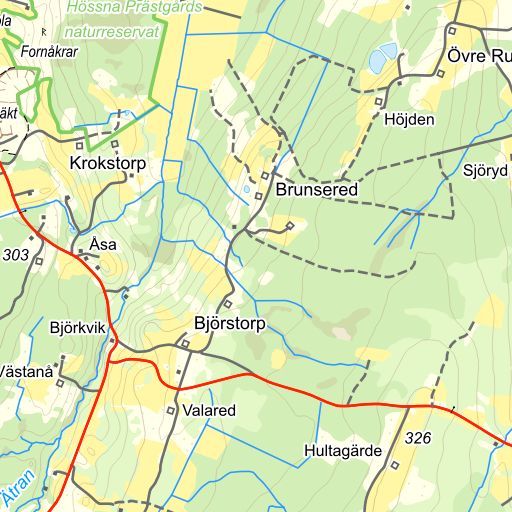 Hössna Prästgårds
naturreservat
Fornåkrar
Övre Ru
Höjden
Krokstorp
Sjöryd
Brunsered
Åsa
303
Björstorp
Björkvik
Västanå
Valared
Hultagärde
326
Ätran